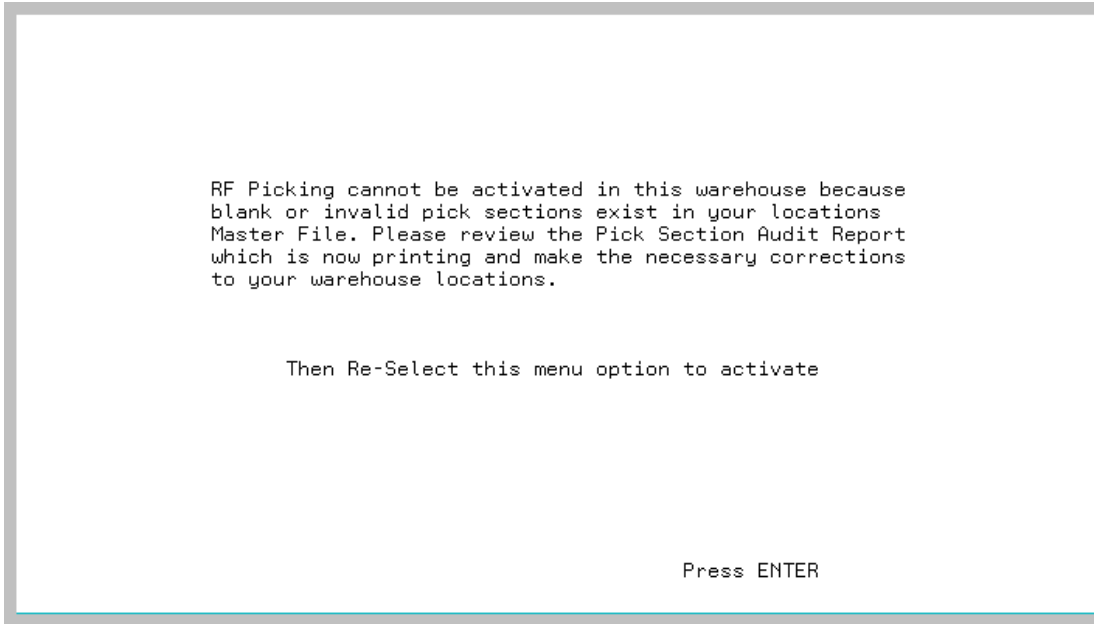 RF Picking cannot be activated in this warehouse because
blank or invalid pick sections exist in your locations
Master File. Please review the Pick Section Audit Report
which is now printing and make the necessary corrections
to your warehouse locations.
Then Re-Select this menu option to activate
Press ENTER